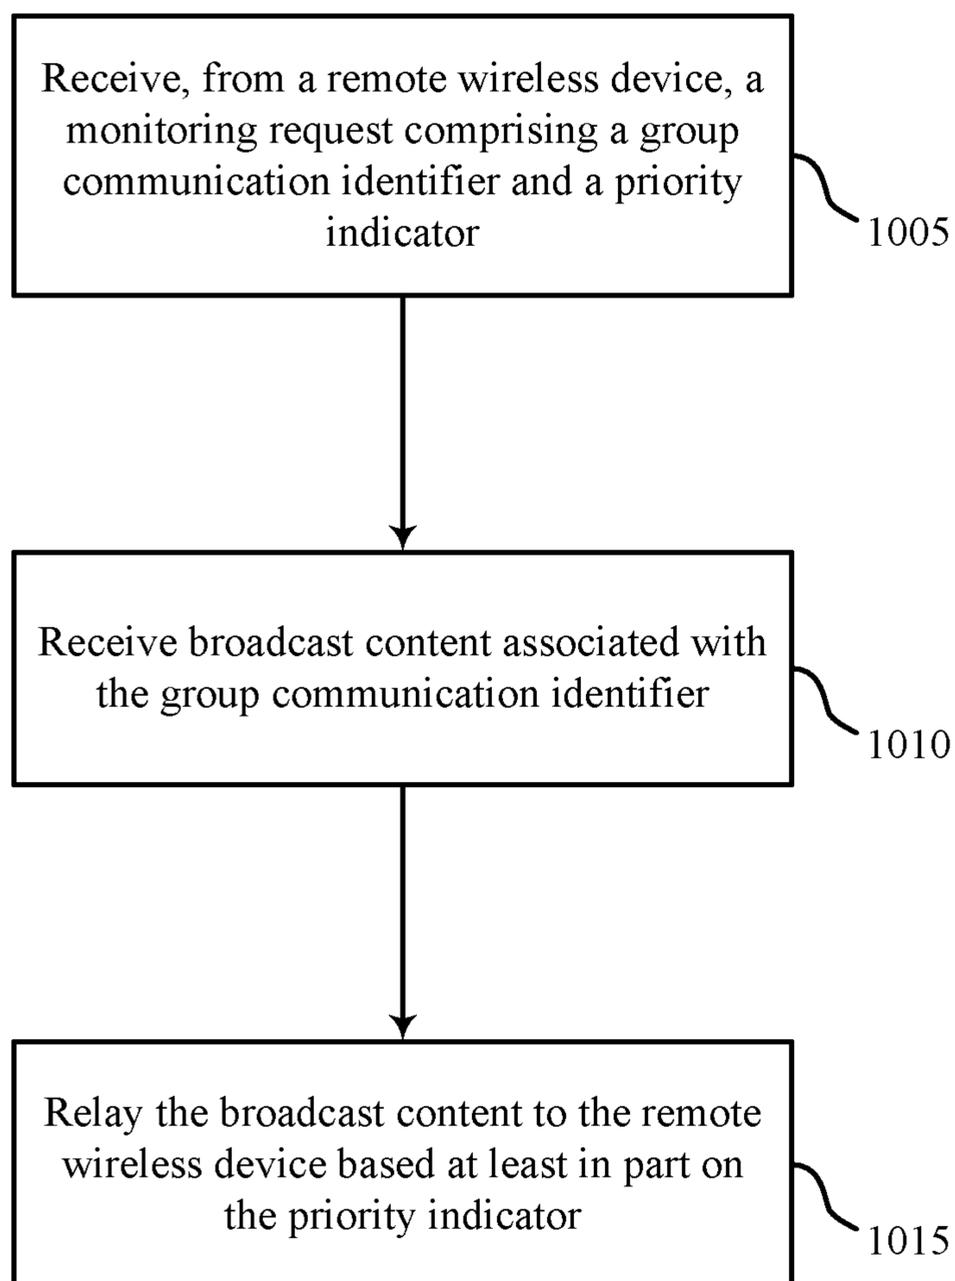 Receive, from a remote wireless device, a
monitoring request comprising a group
communication identifier and a priority
indicator
1005
Receive broadcast content associated with
the group communication identifier
1010
Relay the broadcast content to the remote
wireless device based at least in part on
the priority indicator
1015